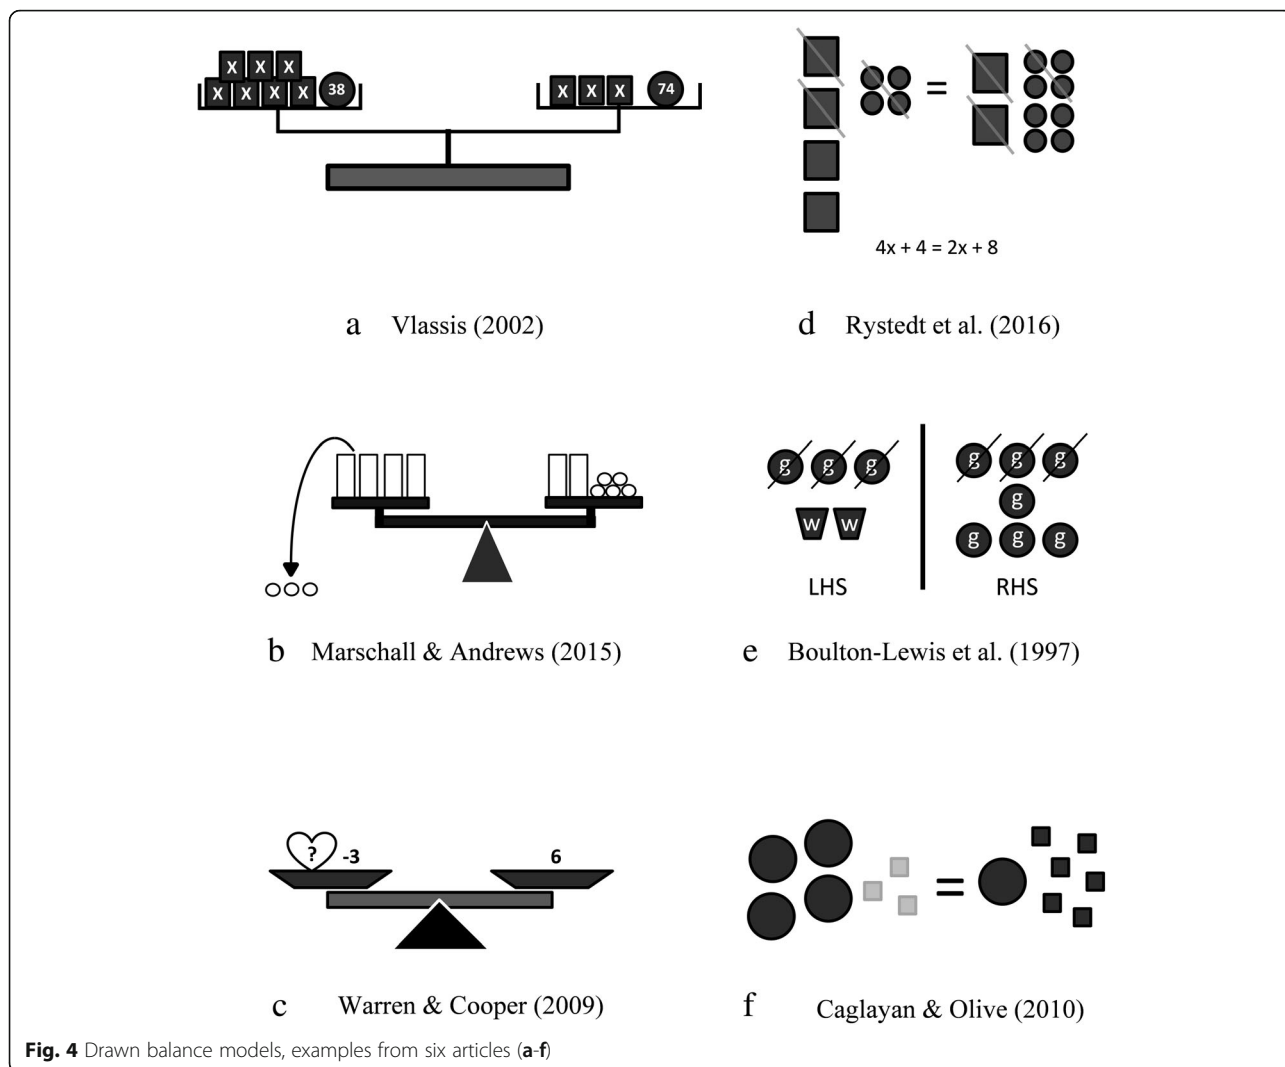 X X X
X X X X 38
X X X 74
a Vlassis (2002)
=
4x + 4 = 2x + 8
d Rystedt et al. (2016)
b Marschall & Andrews (2015)
g g g
w w
LHS
g g g
g
g g g
RHS
e Boulton-Lewis et al. (1997)
? -3
6
c Warren & Cooper (2009)
=
f Caglayan & Olive (2010)
Fig. 4 Drawn balance models, examples from six articles (a-f)